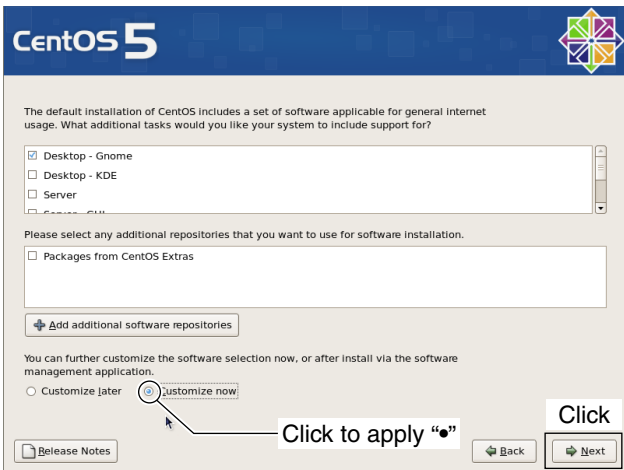 CentOS 5
The default installation of CentOS includes a set of software applicable for general internet
usage. What additional tasks would you like your system to include support for?
Desktop - Gnome
Desktop - KDE
Server
Server - GUI
Please select any additional repositories that you want to use for software installation.
Packages from CentOS Extras
Add additional software repositories
You can further customize the software selection now, or after install via the software
management application.
Customize later
Customize now
Click to apply “•”
Click
Release Notes
Back
Next